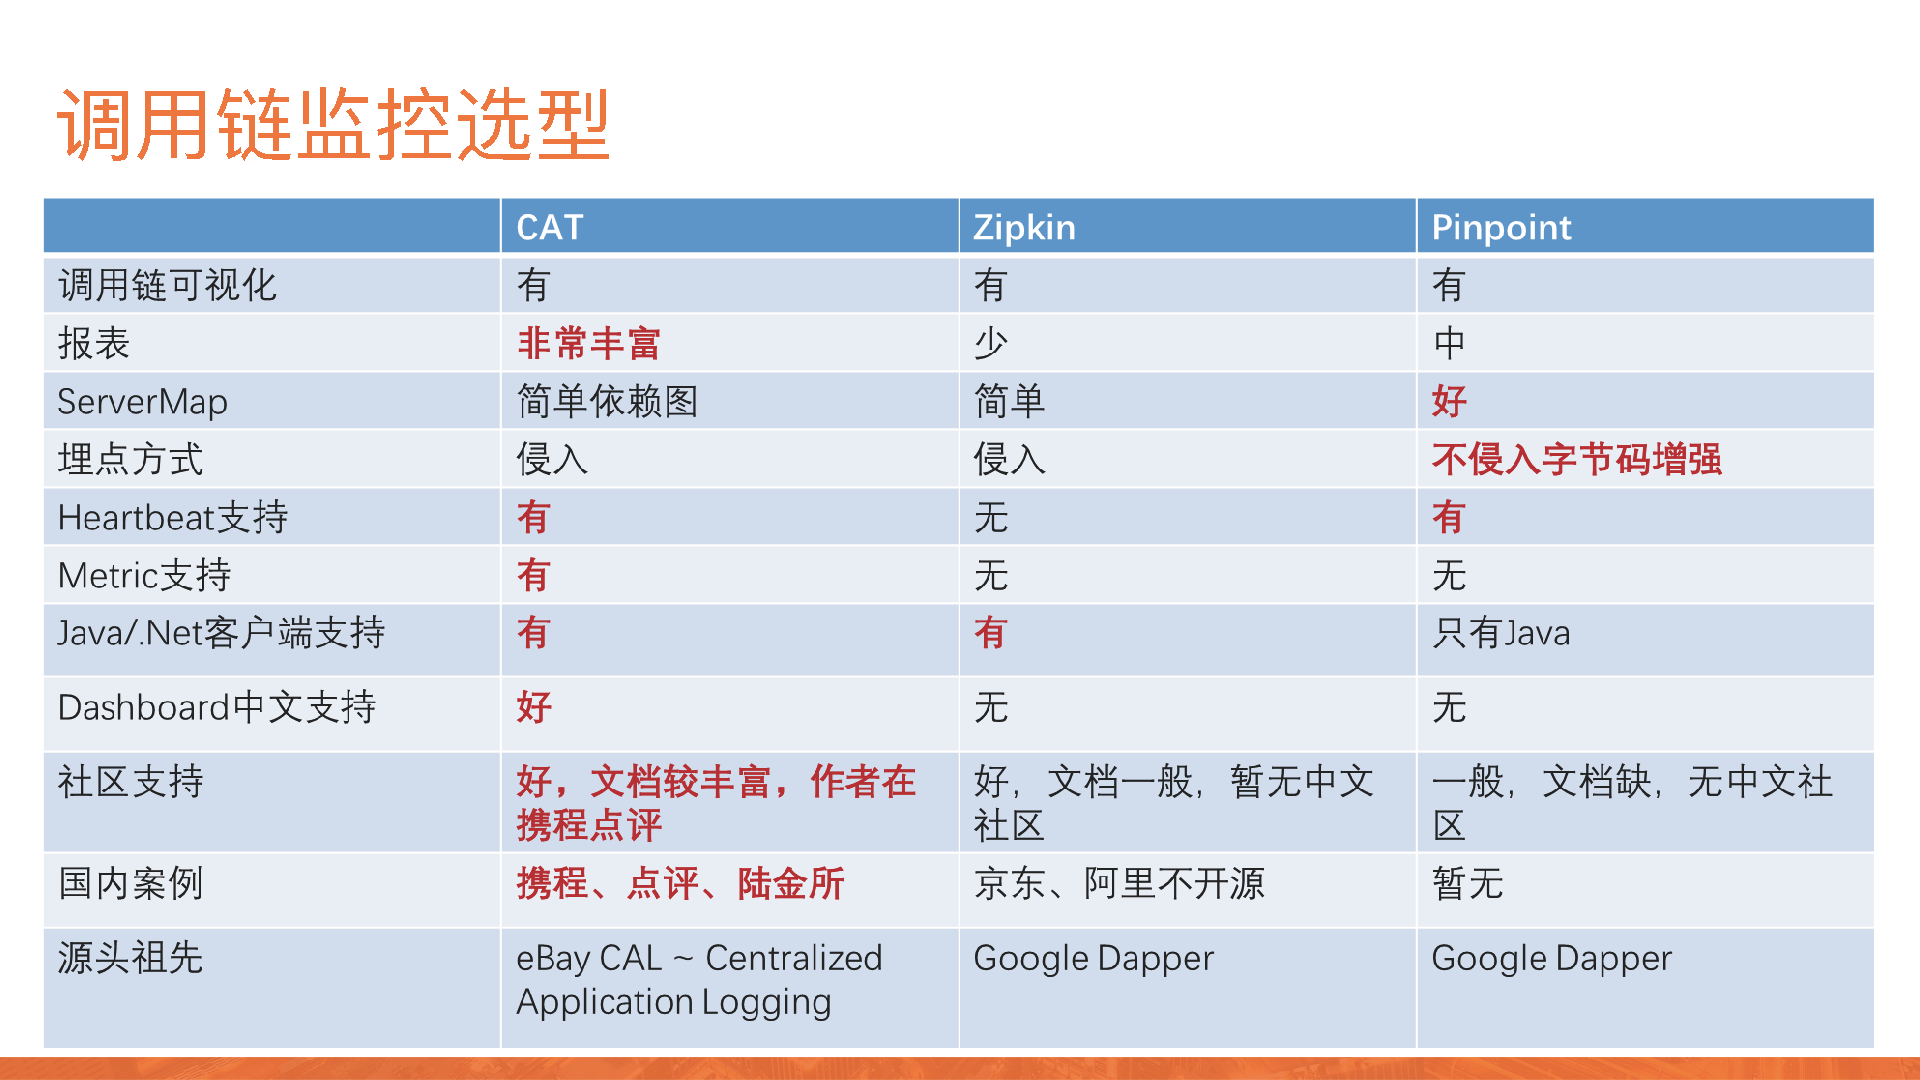 调用链监控选型
CAT Zipkin Pinpoint
调用链可视化 有 有 有
报表 非常丰富 少 中
ServerMap 简单依赖图 简单 好
埋点方式 侵入 侵入 不侵入字节码增强
Heartbeat支持 有 无 有
Metric支持 有 无 无
Java/.Net客户端支持 有 有 只有Java
Dashboard中文支持 好 无 无
社区支持 好，文档较丰富，作者在 好，文档一般，暂无中文 一般，文档缺，无中文社
携程点评 社区 区
国内案例 携程、点评、陆金所 京东、阿里不开源 暂无
源头祖先 eBay CAL ~ Centralized Google Dapper Google Dapper
Application Logging